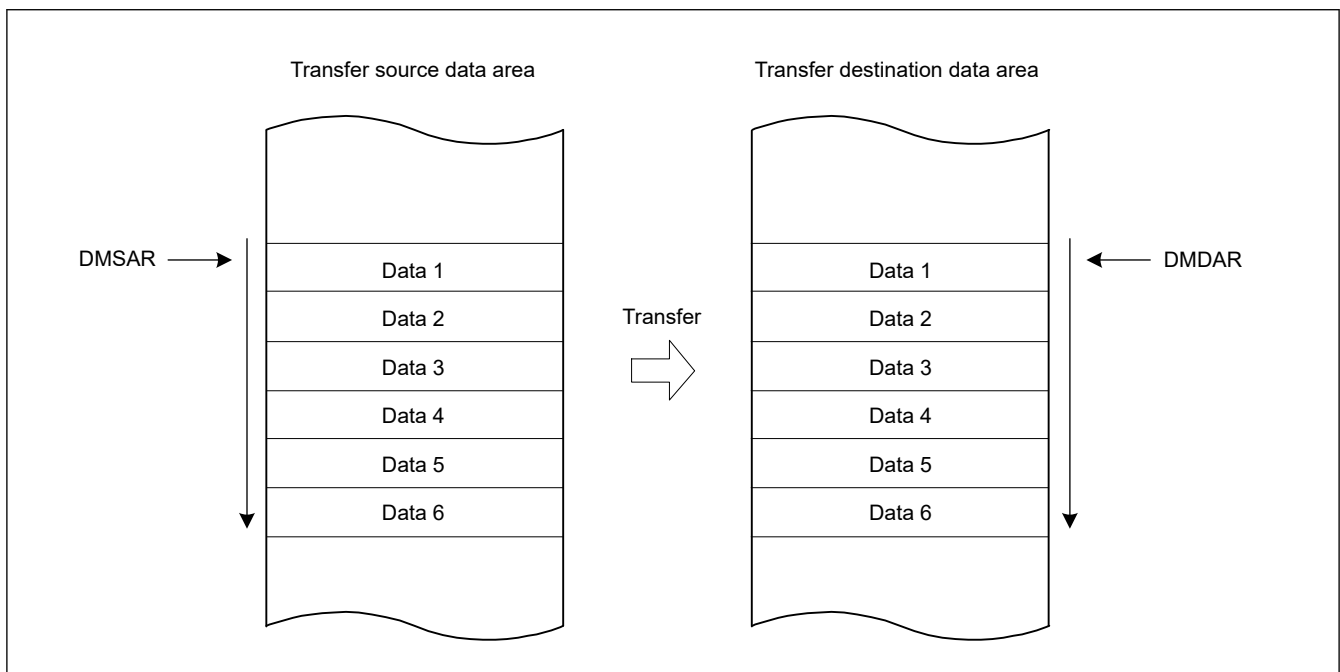 Transfer source data area
Transfer destination data area
DMSAR
Data 1
Data 2
Data 3
Data 4
Data 5
Data 6
Transfer
Data 1
Data 2
Data 3
Data 4
Data 5
Data 6
DMDAR